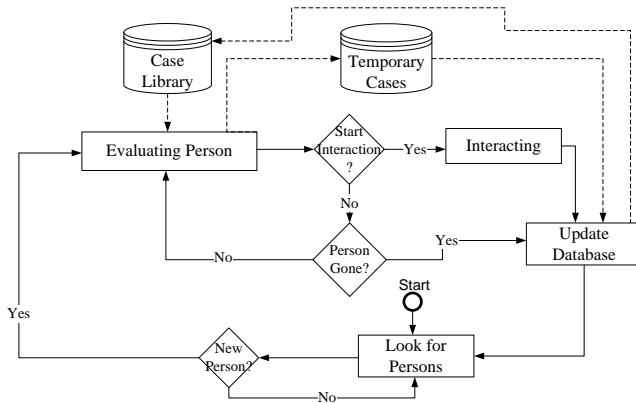 Case
Library
Temporary
Cases
Evaluating Person
Start
Interaction
?
Yes
Interacting
No
Person
Gone?
No
Yes
Update
Database
Start
Yes
New
Person?
Look for
Persons
No